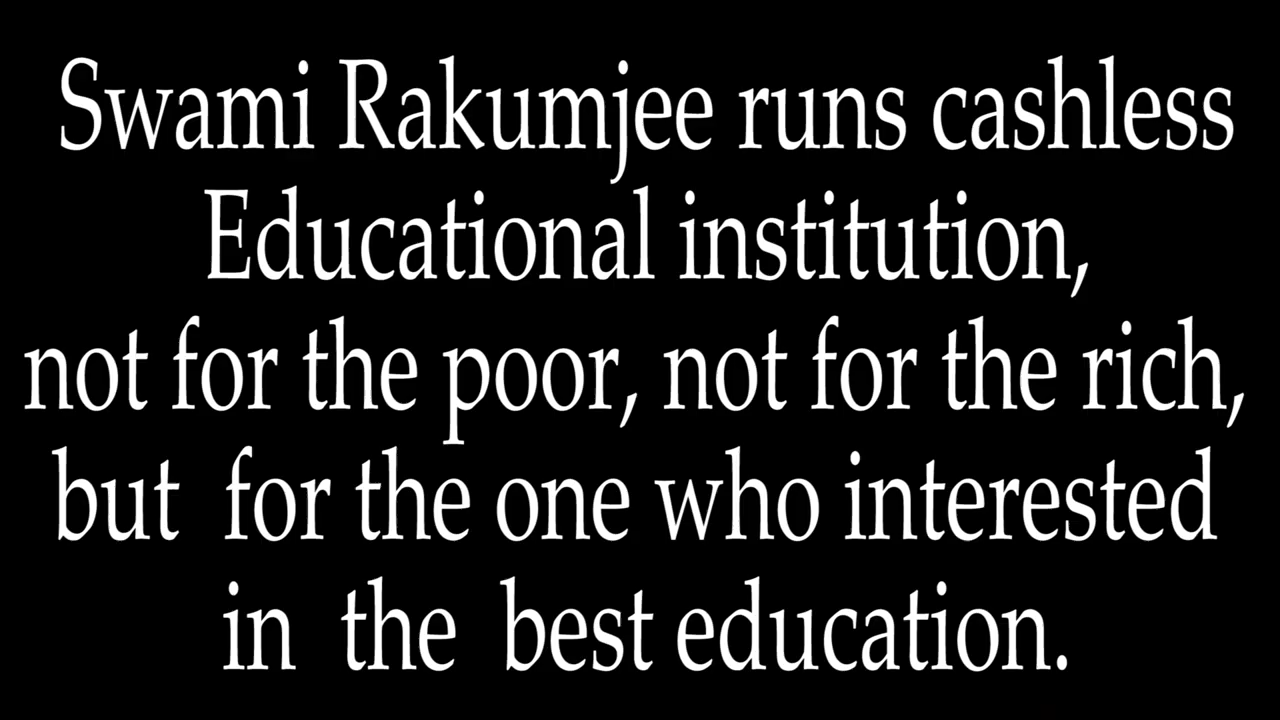 Swami Rakumjee runs cashless
Educational institution,
not for the poor, not for the rich,
but for the one who interested
in the best education.